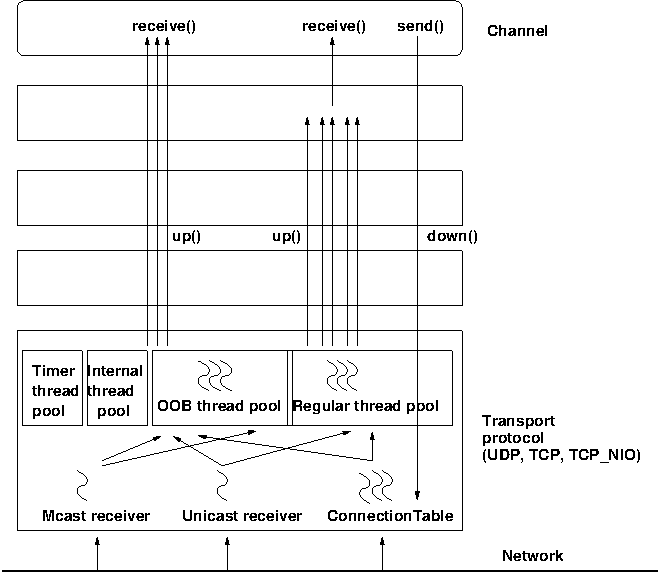 receive()
receive()
send()
Channel
up()
up()
down()
Timer
thread
pool
Internal
thread
pool
OOB thread pool
Regular thread pool
Transport
protocol
(UDP, TCP, TCP_NIO)
Mcast receiver
Unicast receiver
ConnectionTable
Network